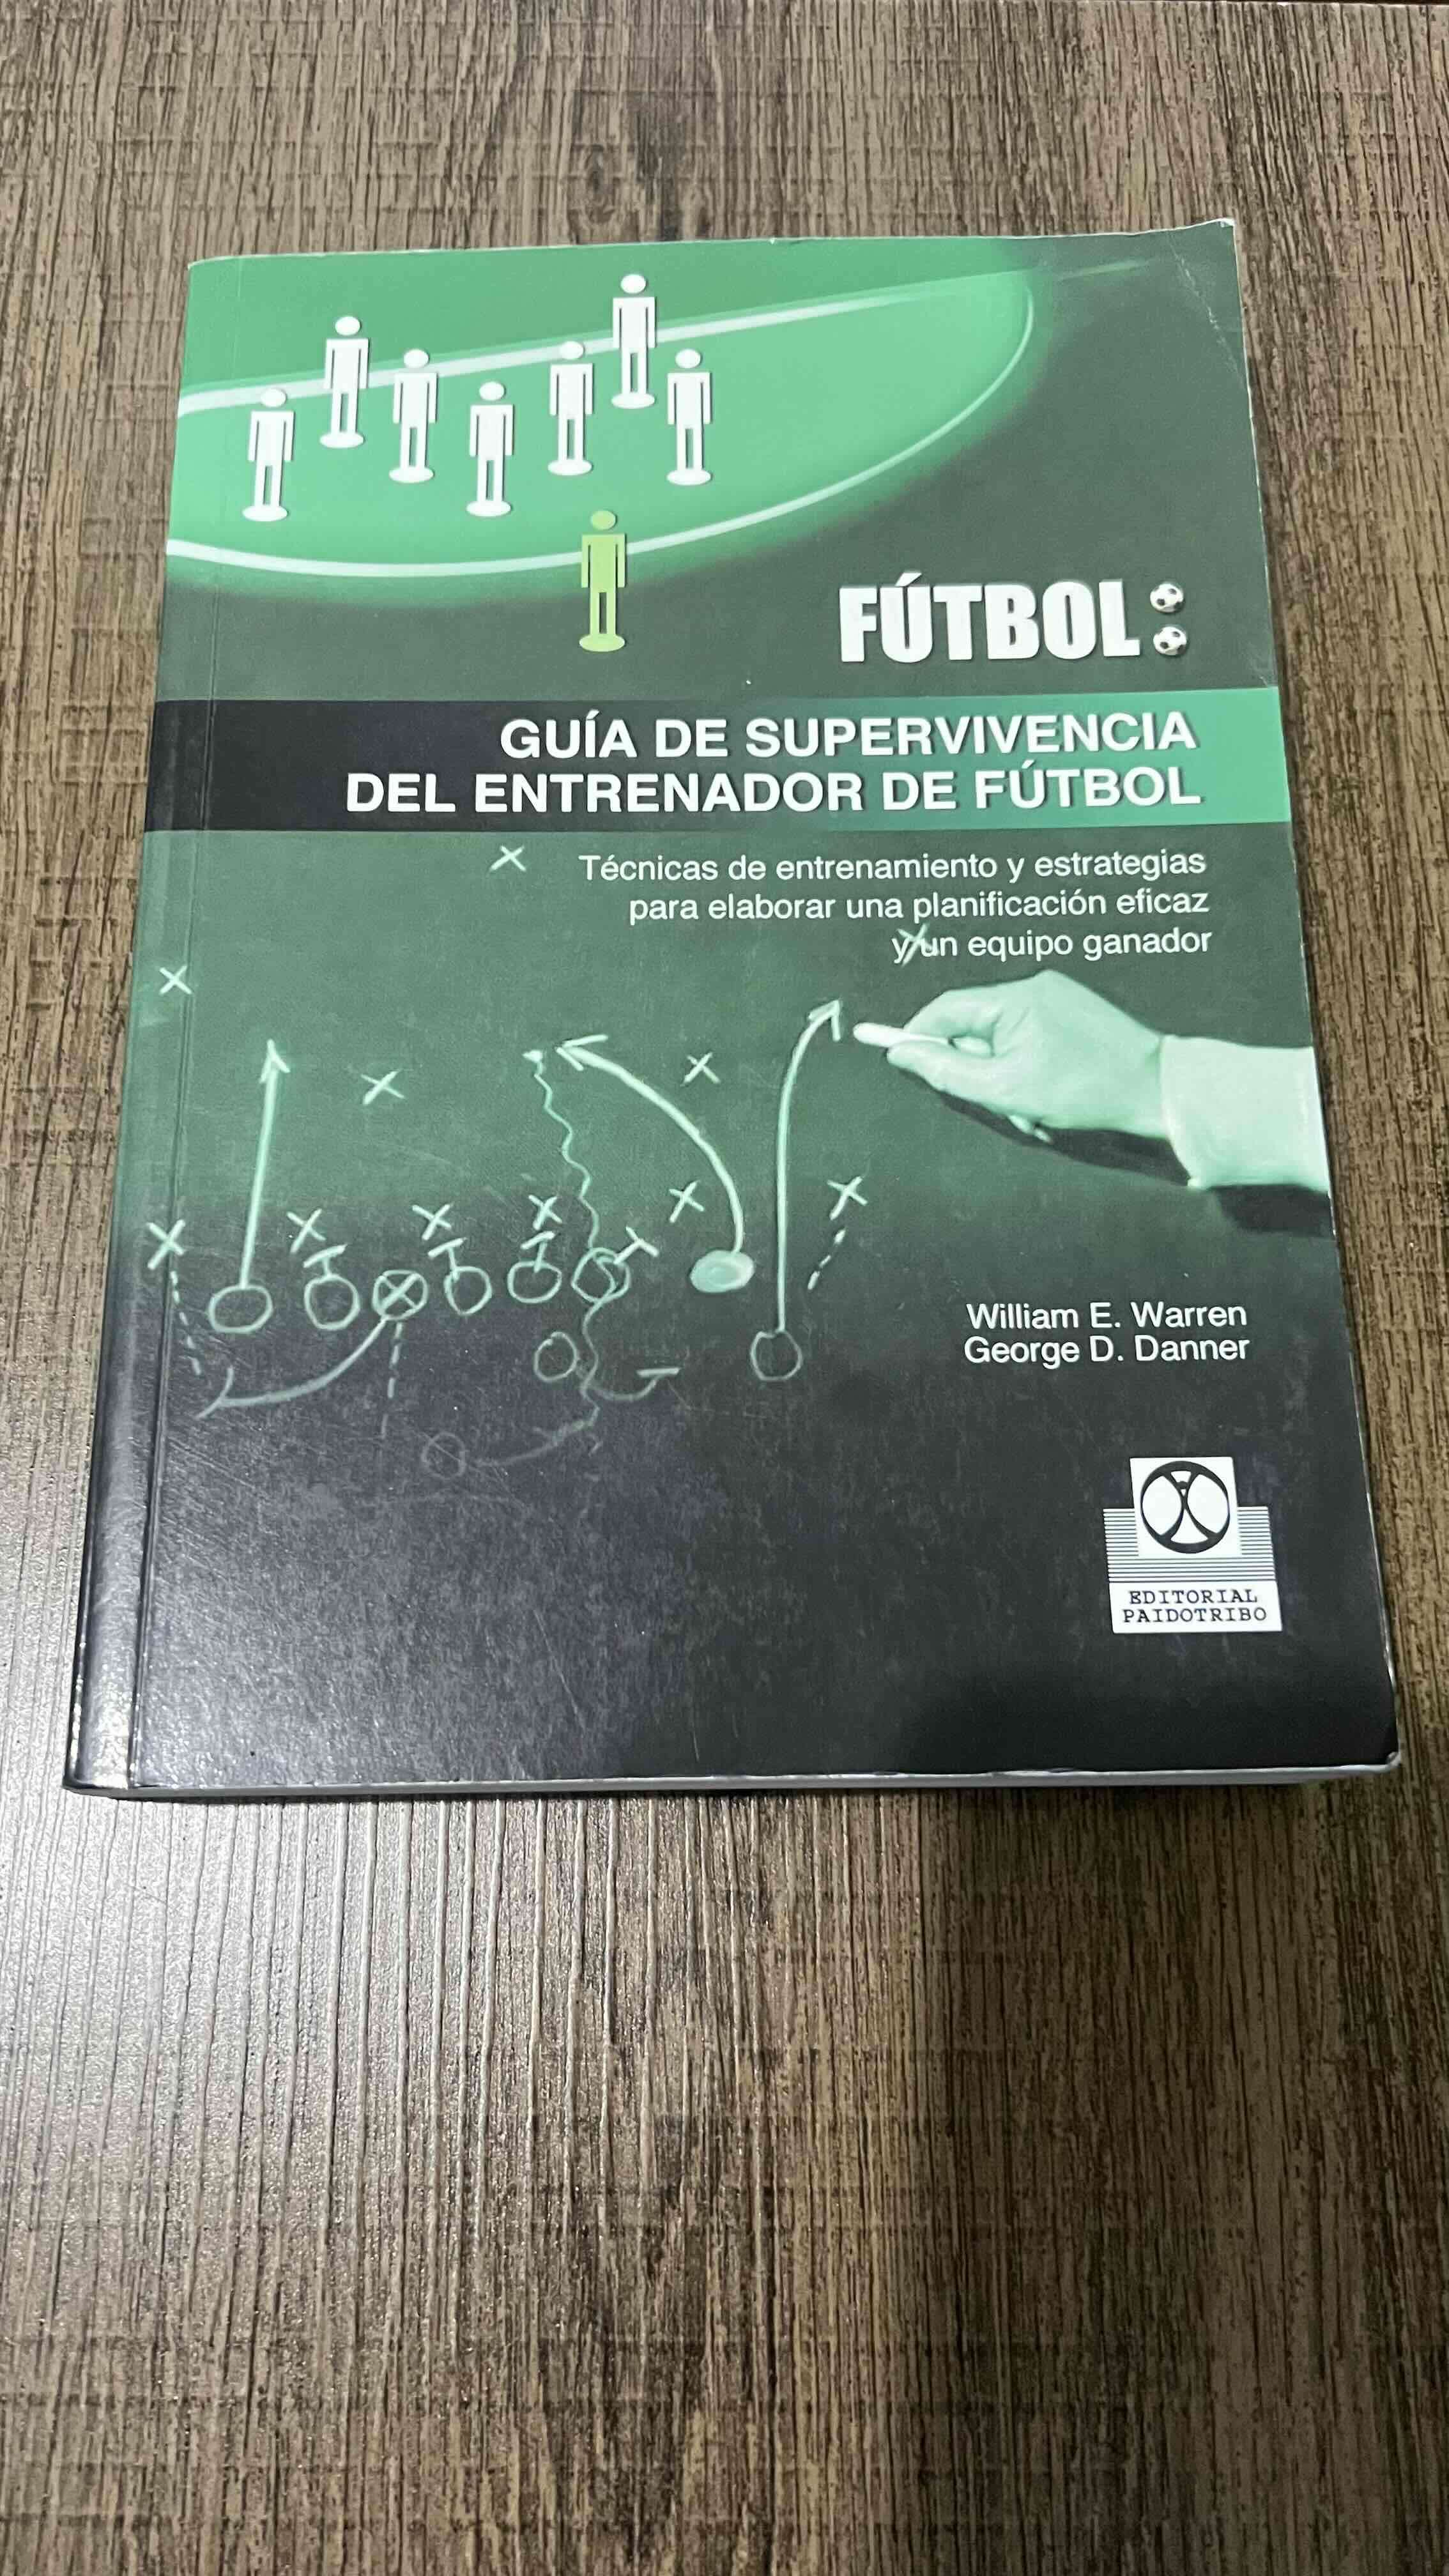 FÚTBOL:
GUÍA DE SUPERVIVENCIA
DEL ENTRENADOR DE FÚTBOL
Técnicas de entrenamiento y estrategias
para elaborar una planificación eficaz
y un equipo ganador
William E. Warren
George D. Danner
EDITORIAL
PAIDOTRIBO